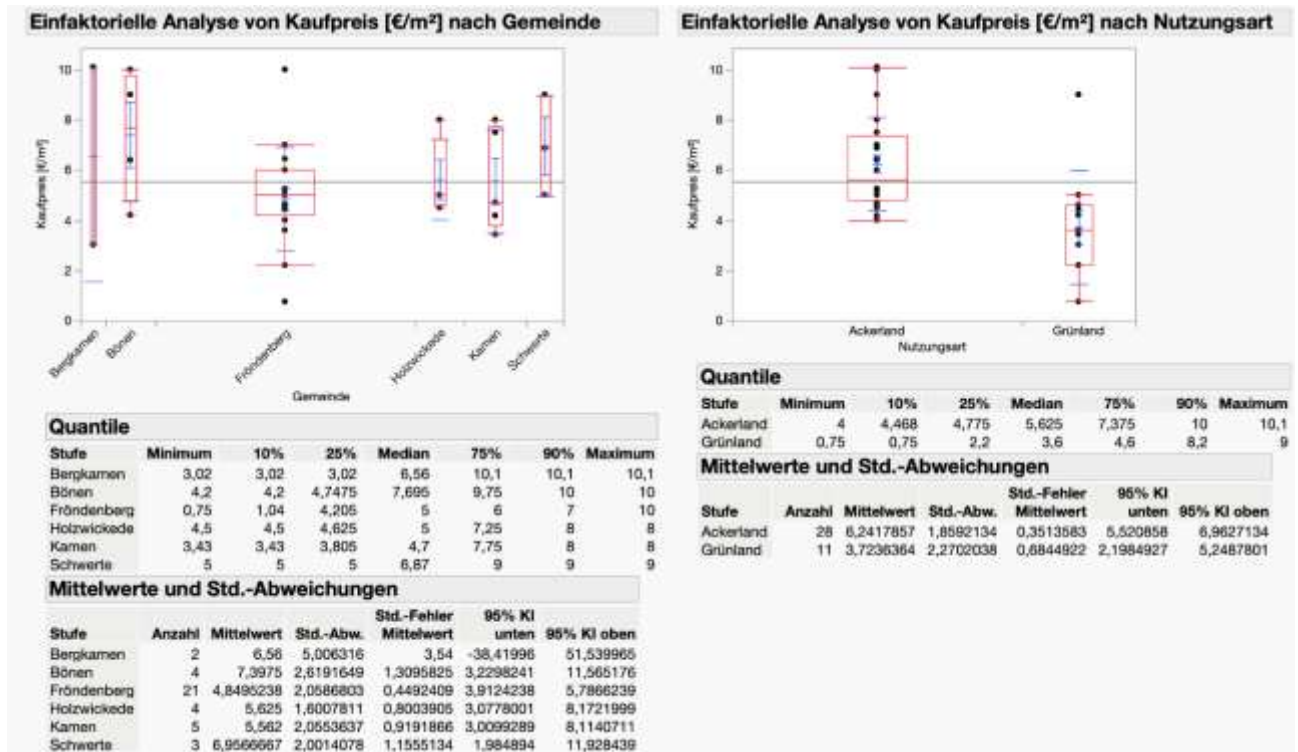 Einfaktorielle Analyse von Kaufpreis [€/m²] nach Gemeinde
10
8
6
4
2
0
Kaufpreis [€/m²]
Bergkamen
Bönen
Fröndenberg
Holzwickede
Kamen
Schwerte
Gemeinde
Quantile
Stufe Minimum 10% 25% Median 75% 90% Maximum
Bergkamen 3,02 3,02 3,02 6,56 10,1 10,1 10,1
Bönen 4,2 4,2 4,7475 7,695 9,75 10 10
Fröndenberg 0,75 1,04 4,205 5 6 7 10
Holzwickede 4,5 4,5 4,625 5 7,25 8 8
Kamen 3,43 3,43 3,805 4,7 7,75 8 8
Schwerte 5 5 5 6,87 9 9 9
Mittelwerte und Std.-Abweichungen
Std.-Fehler 95% KI
Stufe Anzahl Mittelwert Std.-Abw. Mittelwert unten 95% KI oben
Bergkamen 2 6,56 5,006316 3,54 -38,41996 51,539965
Bönen 4 7,3975 2,6191649 1,3095825 3,2298241 11,565176
Fröndenberg 21 4,8495238 2,0586803 0,4492409 3,9124238 5,7866239
Holzwickede 4 5,625 1,6007811 0,8003905 3,0778001 8,1721999
Kamen 5 5,562 2,0553637 0,9191866 3,0099289 8,1140711
Schwerte 3 6,9566667 2,0014078 1,1555134 1,984894 11,928439
Einfaktorielle Analyse von Kaufpreis [€/m²] nach Nutzungsart
10
8
6
4
2
0
Kaufpreis [€/m²]
Ackerland Grünland
Nutzungsart
Quantile
Stufe Minimum 10% 25% Median 75% 90% Maximum
Ackerland 4 4,468 4,775 5,625 7,375 10 10,1
Grünland 0,75 0,75 2,2 3,6 4,6 8,2 9
Mittelwerte und Std.-Abweichungen
Std.-Fehler 95% KI
Stufe Anzahl Mittelwert Std.-Abw. Mittelwert unten 95% KI oben
Ackerland 28 6,2417857 1,8592134 0,3513583 5,520858 6,9627134
Grünland 11 3,7236364 2,2702038 0,6844922 2,1984927 5,2487801